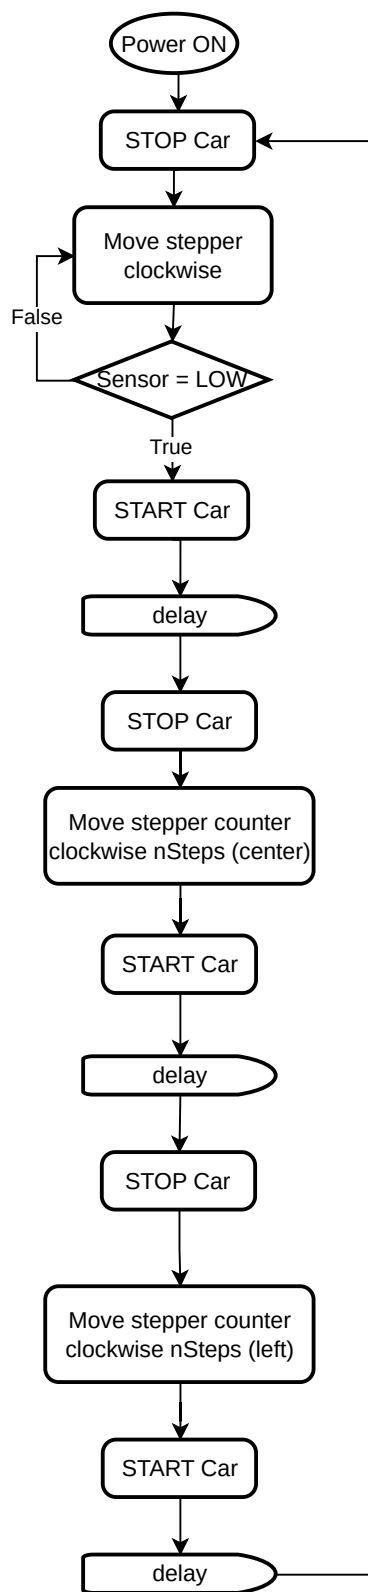 Power ON
STOP Car
Move stepper
clockwise
False
Sensor = LOW
True
START Car
delay
STOP Car
Move stepper counter
clockwise nSteps (center)
START Car
delay
STOP Car
Move stepper counter
clockwise nSteps (left)
START Car
delay